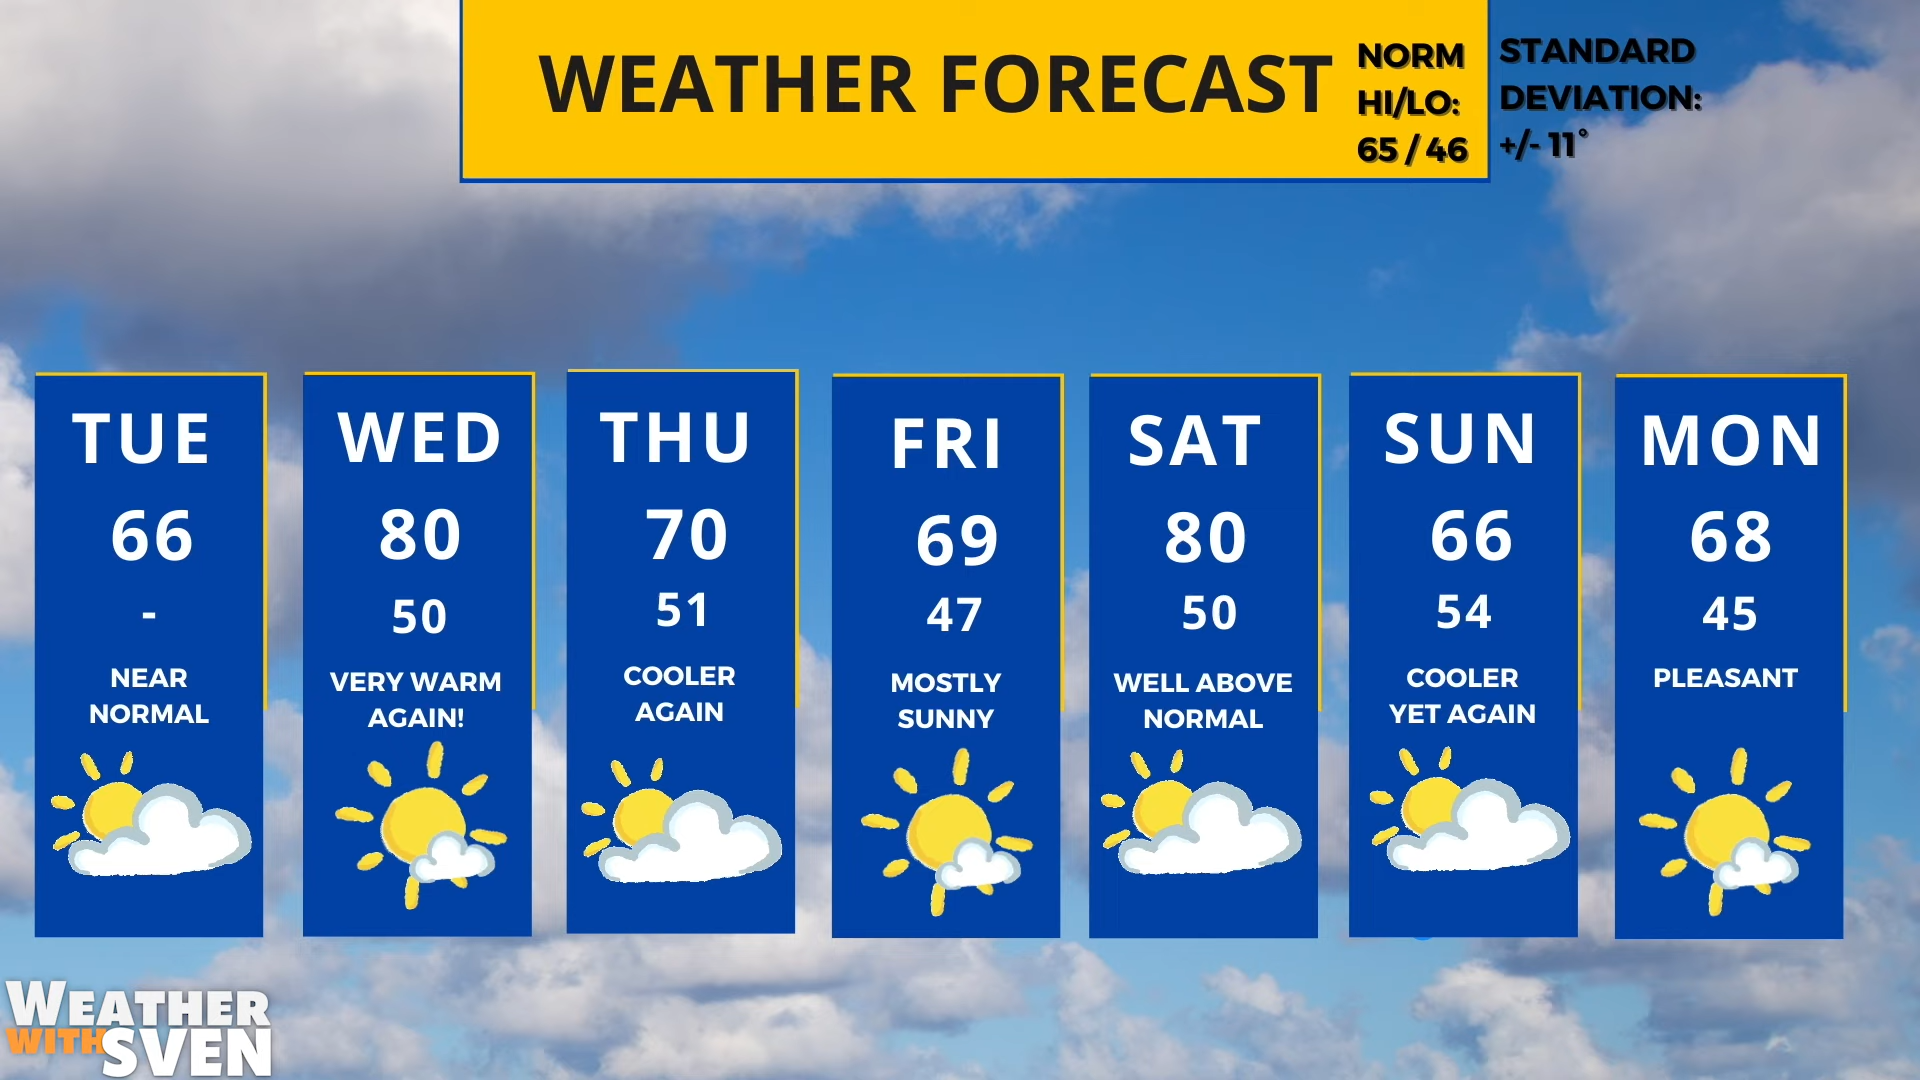 WEATHER FORECAST
NORM
HI/LO:
65 / 46
STANDARD
DEVIATION:
+/- 11°
TUE
66
-
NEAR
NORMAL
WED
80
50
VERY WARM
AGAIN!
THU
70
51
COOLER
AGAIN
FRI
69
47
MOSTLY
SUNNY
SAT
80
50
WELL ABOVE
NORMAL
SUN
66
54
COOLER
YET AGAIN
MON
68
45
PLEASANT
WEATHER
WITH SVEN